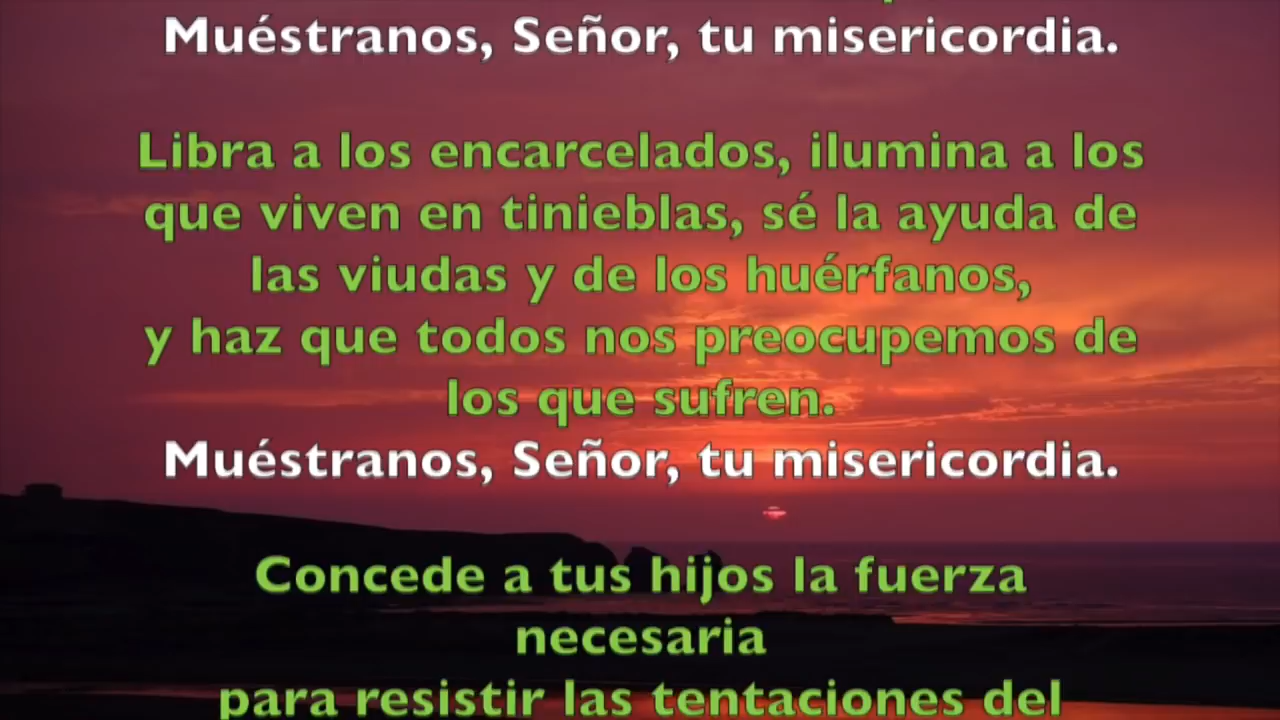 Muéstranos, Señor, tu misericordia.
Libra a los encarcelados, ilumina a los
que viven en tinieblas, sé la ayuda de
las viudas y de los huérfanos,
y haz que todos nos preocupemos de
los que sufren.
Muéstranos, Señor, tu misericordia.
Concede a tus hijos la fuerza
necesaria
para resistir las tentaciones del